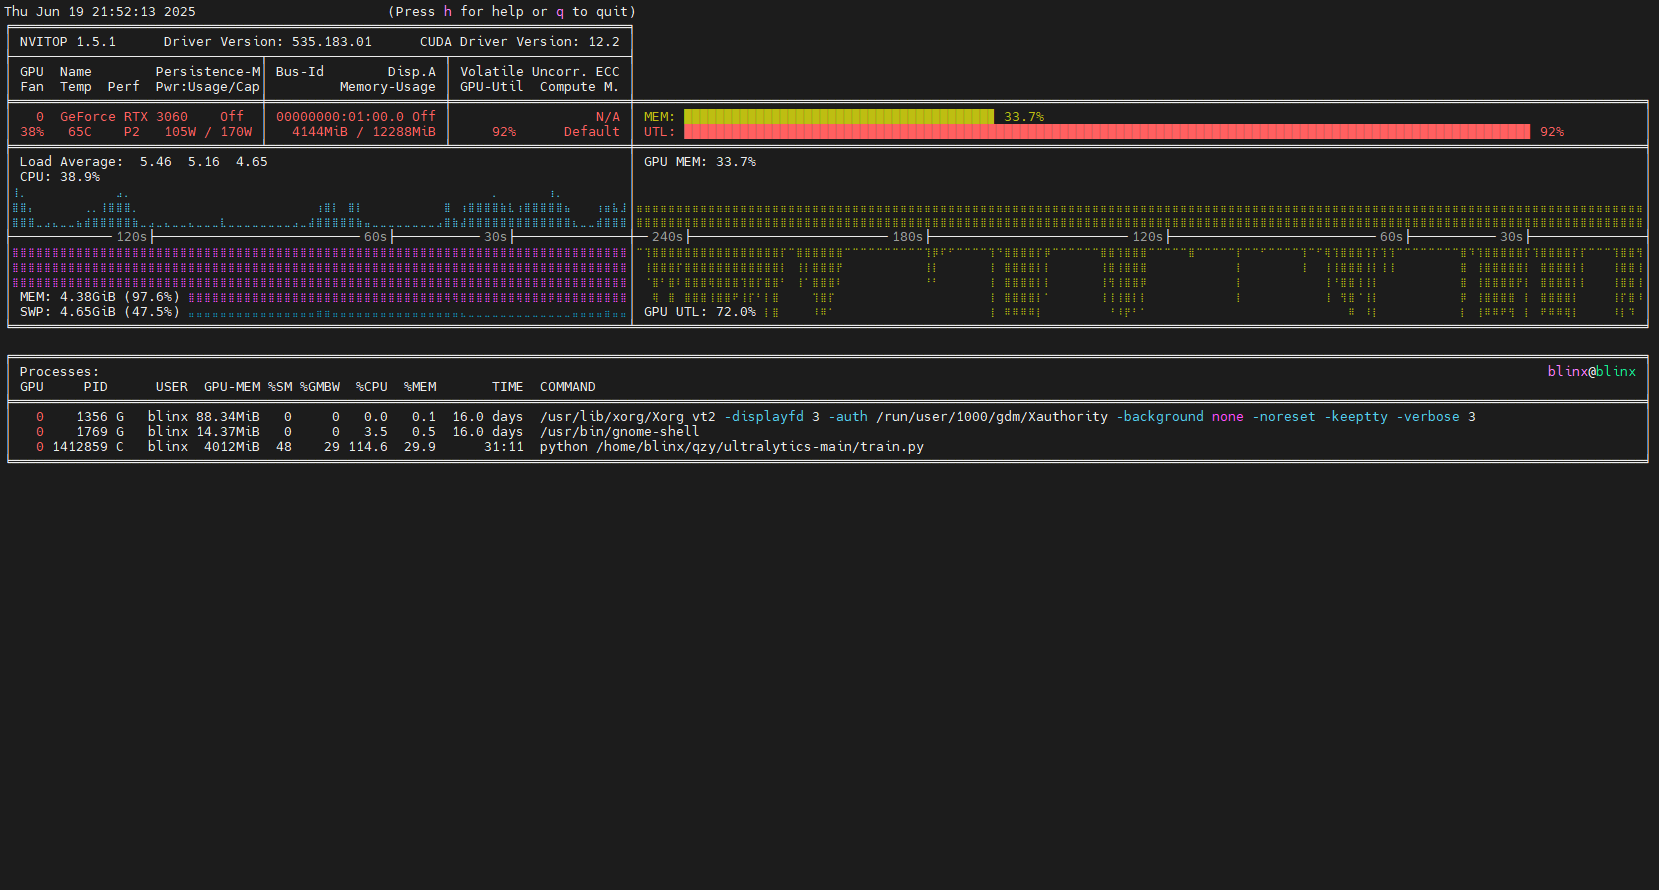 Thu Jun 19 21:52:13 2025 (Press h for help or q to quit)
NVITOP 1.5.1 Driver Version: 535.183.01 CUDA Driver Version: 12.2
GPU Name Persistence-M Bus-Id Disp.A Volatile Uncorr. ECC
Fan Temp Perf Pwr:Usage/Cap Memory-Usage GPU-Util Compute M.
0 GeForce RTX 3060 Off 00000000:01:00.0 Off N/A MEM: 33.7%
38% 65C P2 105W / 170W 4144MiB / 12288MiB 92% Default UTL: 92%
Load Average: 5.46 5.16 4.65 GPU MEM: 33.7%
CPU: 38.9%
120s 60s 30s 240s 180s 120s 60s 30s
MEM: 4.38GiB (97.6%)
SWP: 4.65GiB (47.5%) GPU UTL: 72.0%
Processes: blinx@blinx
GPU PID USER GPU-MEM %SM %GMBW %CPU %MEM TIME COMMAND
0 1356 G blinx 88.34MiB 0 0 0.0 0.1 16.0 days /usr/lib/xorg/Xorg vt2 -displayfd 3 -auth /run/user/1000/gdm/Xauthority -background none -noreset -keeptty -verbose 3
0 1769 G blinx 14.37MiB 0 0 3.5 0.5 16.0 days /usr/bin/gnome-shell
0 1412859 C blinx 4012MiB 48 29 114.6 29.9 31:11 python /home/blinx/qzy/ultralytics-main/train.py